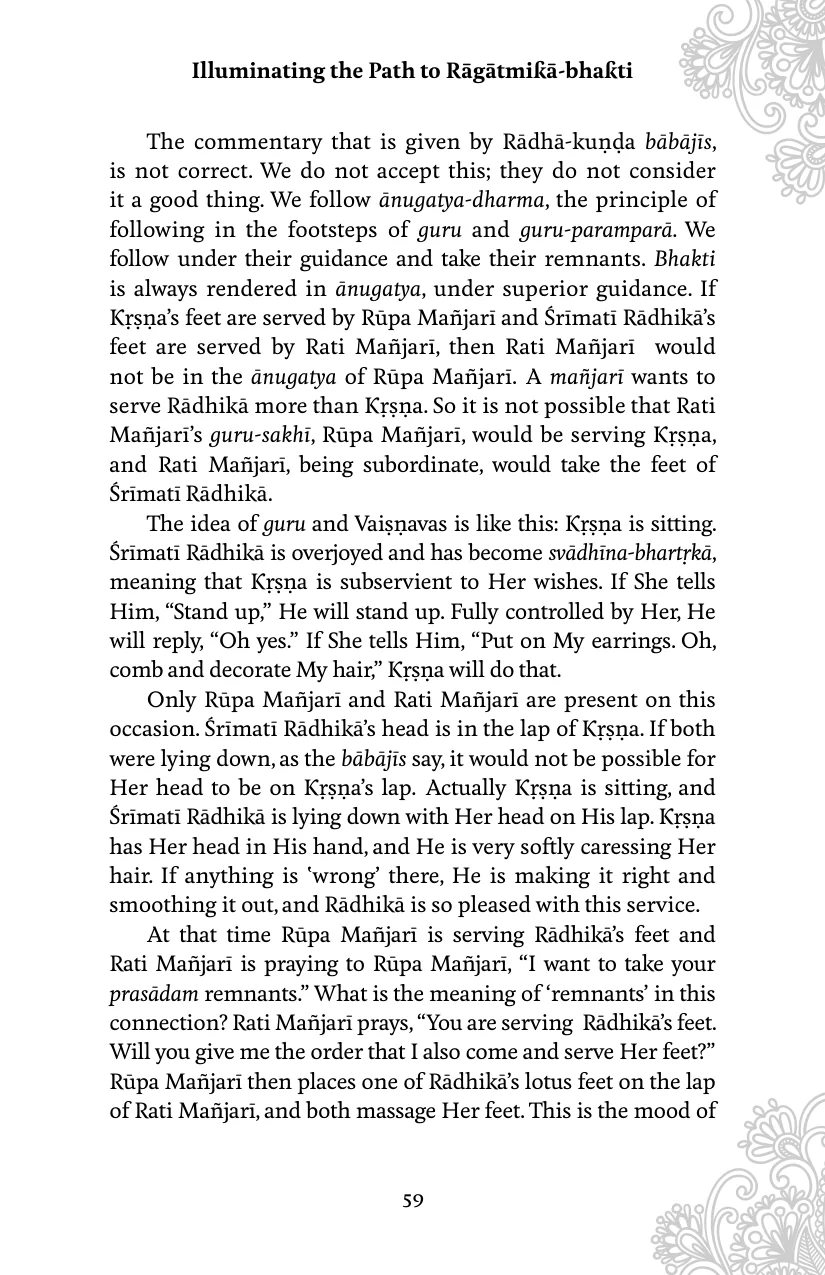 Illuminating the Path to Rāgātmikā-bhakti
The commentary that is given by Rādhā-kuṇḍa bābājīs,
is not correct. We do not accept this; they do not consider
it a good thing. We follow ānugatya-dharma, the principle of
following in the footsteps of guru and guru-paramparā. We
follow under their guidance and take their remnants. Bhakti
is always rendered in ānugatya, under superior guidance. If
Kṛṣṇa’s feet are served by Rūpa Mañjarī and Śrīmatī Rādhikā’s
feet are served by Rati Mañjarī, then Rati Mañjarī would
not be in the ānugatya of Rūpa Mañjarī. A mañjarī wants to
serve Rādhikā more than Kṛṣṇa. So it is not possible that Rati
Mañjarī’s guru-sakhī, Rūpa Mañjarī, would be serving Kṛṣṇa,
and Rati Mañjarī, being subordinate, would take the feet of
Śrīmatī Rādhikā.
The idea of guru and Vaiṣṇavas is like this: Kṛṣṇa is sitting.
Śrīmatī Rādhikā is overjoyed and has become svādhīna-bhartṛkā,
meaning that Kṛṣṇa is subservient to Her wishes. If She tells
Him, “Stand up,” He will stand up. Fully controlled by Her, He
will reply, “Oh yes.” If She tells Him, “Put on My earrings. Oh,
comb and decorate My hair,” Kṛṣṇa will do that.
Only Rūpa Mañjarī and Rati Mañjarī are present on this
occasion. Śrīmatī Rādhikā’s head is in the lap of Kṛṣṇa. If both
were lying down, as the bābājīs say, it would not be possible for
Her head to be on Kṛṣṇa’s lap. Actually Kṛṣṇa is sitting, and
Śrīmatī Rādhikā is lying down with Her head on His lap. Kṛṣṇa
has Her head in His hand, and He is very softly caressing Her
hair. If anything is ‛wrong’ there, He is making it right and
smoothing it out, and Rādhikā is so pleased with this service.
At that time Rūpa Mañjarī is serving Rādhikā’s feet and
Rati Mañjarī is praying to Rūpa Mañjarī, “I want to take your
prasādam remnants.” What is the meaning of ‘remnants’ in this
connection? Rati Mañjarī prays, “You are serving Rādhikā’s feet.
Will you give me the order that I also come and serve Her feet?”
Rūpa Mañjarī then places one of Rādhikā’s lotus feet on the lap
of Rati Mañjarī, and both massage Her feet. This is the mood of
59